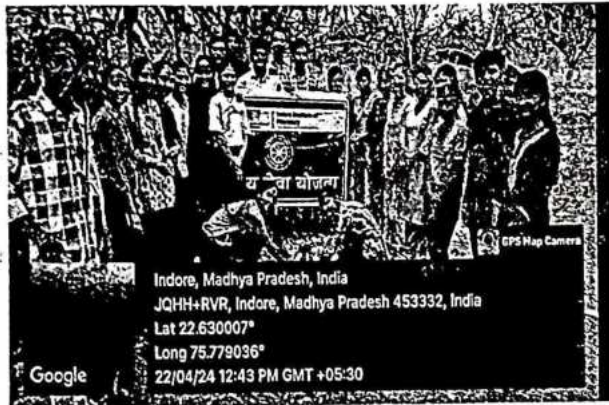 य सेवा योजना
GPS Map Camera
Indore, Madhya Pradesh, India
JQHH+RVR, Indore, Madhya Pradesh 453332, India
Lat 22.630007°
Long 75.779036°
22/04/24 12:43 PM GMT +05:30
Google